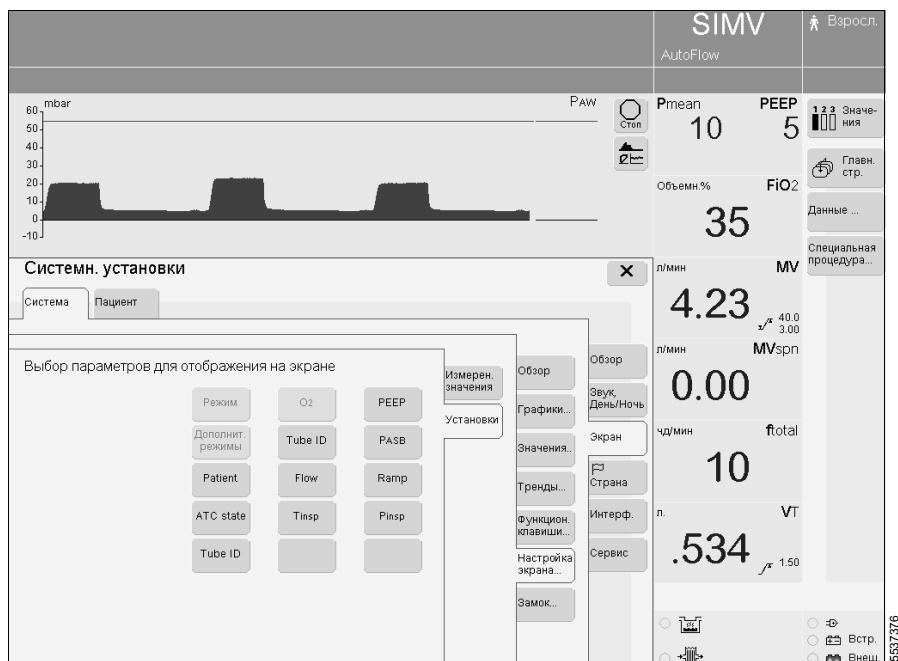 SIMV
AutoFlow
Взросл.
mbar
PAW
60
50
40
30
20
10
0
-10
Стоп
Pmean PEEP
10 5
Объемн.% FiO2
35
л/мин MV
4.23
40.0
3.00
л/мин MVspn
0.00
чд/мин ftotal
10
л. VT
.534
1.50
1 2 3 Значе-
ния
Главн.
стр.
Данные ...
Специальная
процедура...
Системн. установки
Система Пациент
Выбор параметров для отображения на экране
Режим O2 PEEP
Дополнит.
режимы
Tube ID PASB
Patient Flow Ramp
ATC state Tinsp Pinsp
Tube ID
Измерен.
значения
Установки
Обзор
Графики...
Значения..
Тренды...
Функцион.
клавиши...
Настройка
экрана...
Замок...
Обзор
Звук,
День/Ночь
Экран
Страна
Интерф.
Сервис
Встр.
Внеш.
5537376